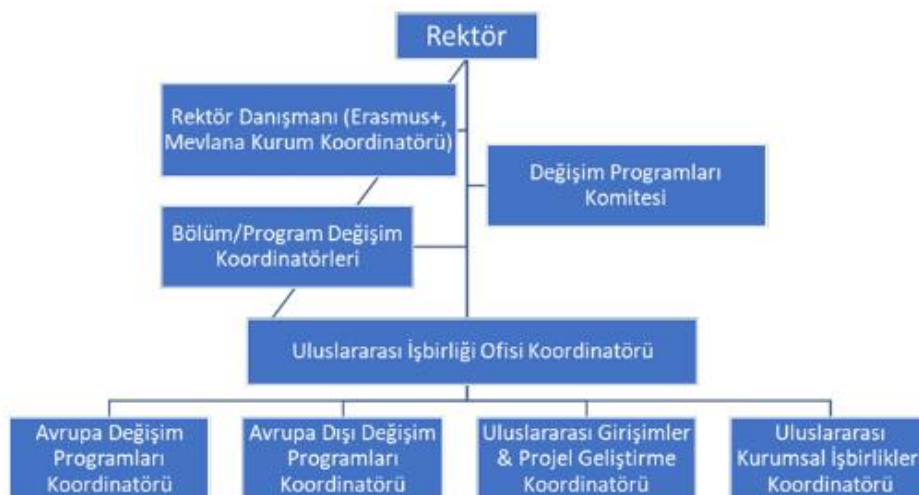 Rektör
Rektör Danışmanı (Erasmus+,
Mevlana Kurum Koordinatörü)
Değişim Programları
Komitesi
Bölüm/Program Değişim
Koordinatörleri
Uluslararası İşbirliği Ofisi Koordinatörü
Avrupa Değişim
Programları
Koordinatörü
Avrupa Dışı Değişim
Programları
Koordinatörü
Uluslararası Girişimler
& Projel Geliştirme
Koordinatörü
Uluslararası
Kurumsal İşbirlikler
Koordinatörü